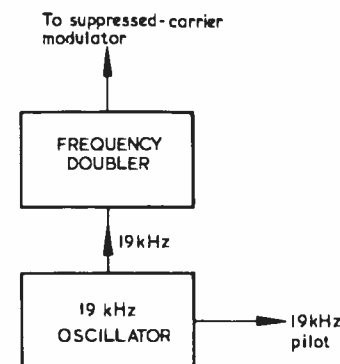 To suppressed-carrier
modulator
FREQUENCY
DOUBLER
19kHz
19 kHz
OSCILLATOR
19kHz
pilot